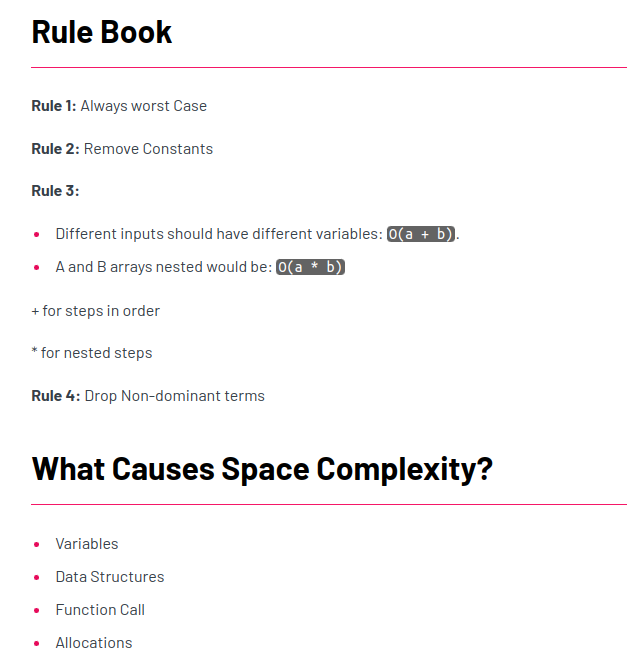 Rule Book
Rule 1: Always worst Case
Rule 2: Remove Constants
Rule 3:
Different inputs should have different variables: O(a + b).
A and B arrays nested would be: O(a * b)
+ for steps in order
* for nested steps
Rule 4: Drop Non-dominant terms
What Causes Space Complexity?
Variables
Data Structures
Function Call
Allocations